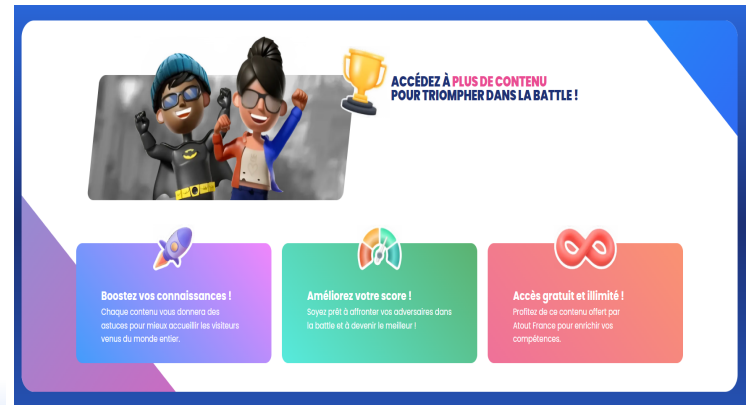 ACCÉDEZ À PLUS DE CONTENU
POUR TRIOMPHER DANS LA BATTLE !
Boostez vos connaissances !
Chaque contenu vous donnera des
astuces pour mieux accueillir les visiteurs
venus du monde entier.
Améliorez votre score !
Soyez prêt à affronter vos adversaires dans
la battle et à devenir le meilleur !
Accès gratuit et illimité !
Profitez de ce contenu offert par
Atout France pour enrichir vos
compétences.